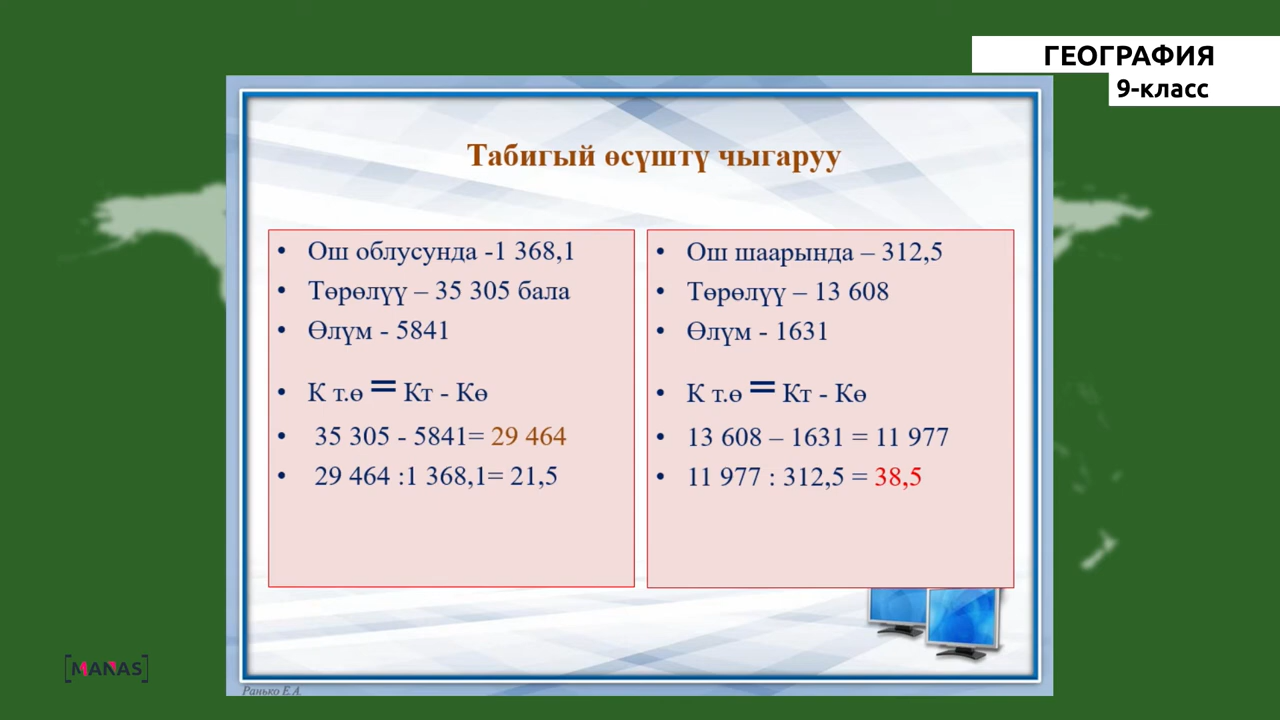 ГЕОГРАФИЯ
9-класс
Табигый өсүштү чыгаруу
• Ош облусунда -1 368,1
• Төрөлүү – 35 305 бала
• Өлүм - 5841
• К т.ө = Кт - Кө
• 35 305 - 5841= 29 464
• 29 464 :1 368,1= 21,5
• Ош шаарында – 312,5
• Төрөлүү – 13 608
• Өлүм - 1631
• К т.ө = Кт - Кө
• 13 608 – 1631 = 11 977
• 11 977 : 312,5 = 38,5
[MANAS]
Ранько Е.А.